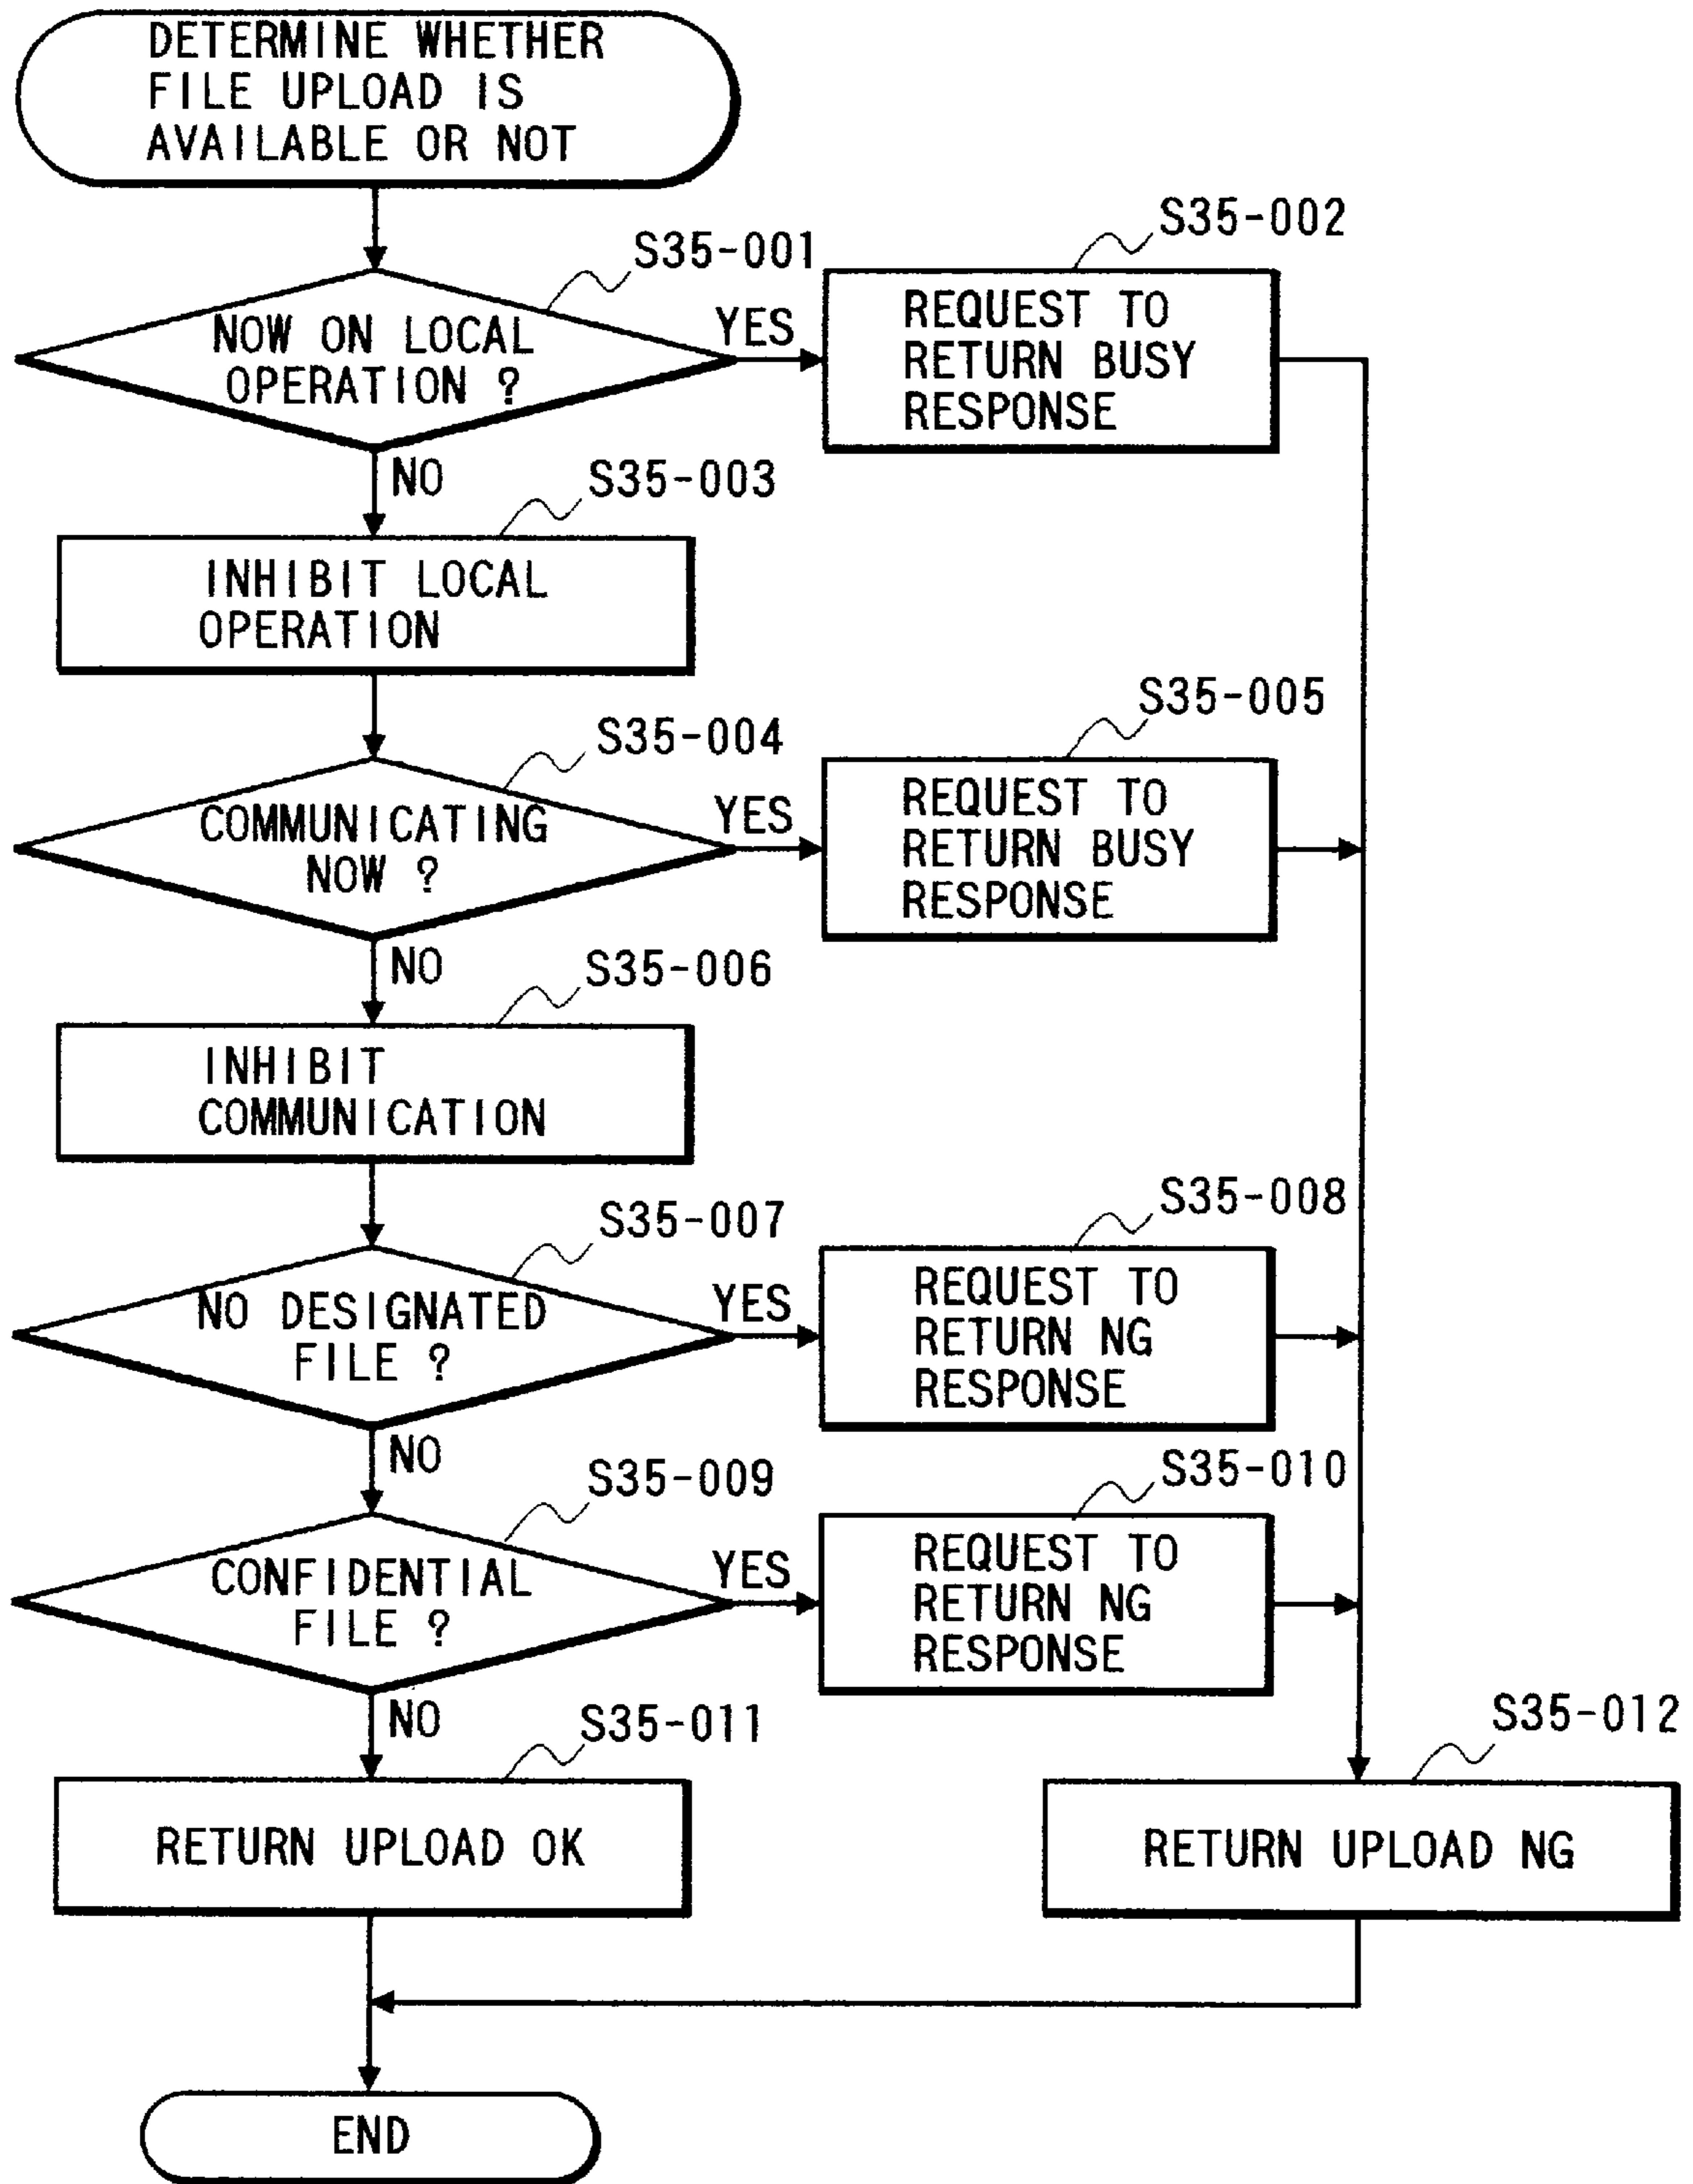 DETERMINE WHETHER
FILE UPLOAD IS
AVAILABLE OR NOT
S35-001
NOW ON LOCAL
OPERATION ?
YES
NO
S35-002
REQUEST TO
RETURN BUSY
RESPONSE
S35-003
INHIBIT LOCAL
OPERATION
S35-004
COMMUNICATING
NOW ?
YES
NO
S35-005
REQUEST TO
RETURN BUSY
RESPONSE
S35-006
INHIBIT
COMMUNICATION
S35-007
NO DESIGNATED
FILE ?
YES
NO
S35-008
REQUEST TO
RETURN NG
RESPONSE
S35-009
CONFIDENTIAL
FILE ?
YES
NO
S35-010
REQUEST TO
RETURN NG
RESPONSE
S35-011
RETURN UPLOAD OK
S35-012
RETURN UPLOAD NG
END